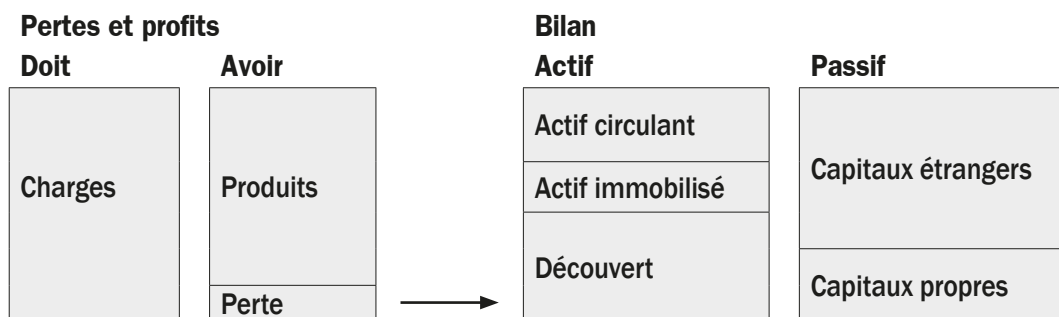 Pertes et profits
Doit
Avoir
Charges
Produits
Perte
Bilan
Actif
Passif
Actif circulant
Actif immobilisé
Découvert
Capitaux étrangers
Capitaux propres